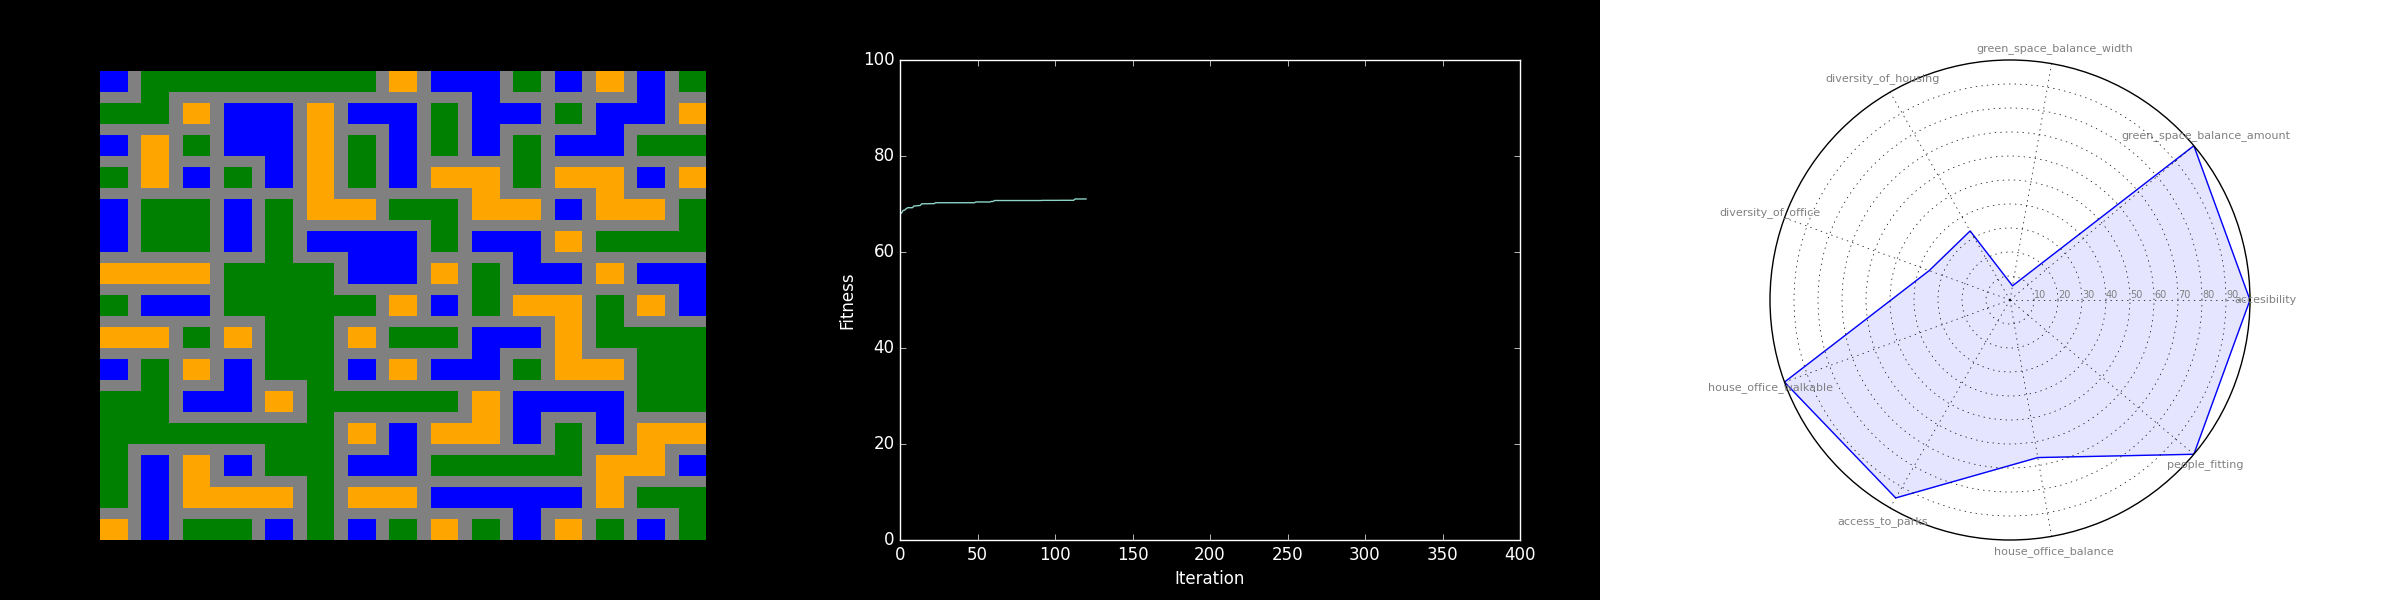 100
80
60
40
20
0
Fitness
0 50 100 150 200 250 300 350 400
Iteration
green_space_balance_width
diversity_of_housing
green_space_balance_amount
diversity_of_office
10 20 30 40 50 60 70 80 90
accesibility
house_office_walkable
people_fitting
access_to_parks
house_office_balance